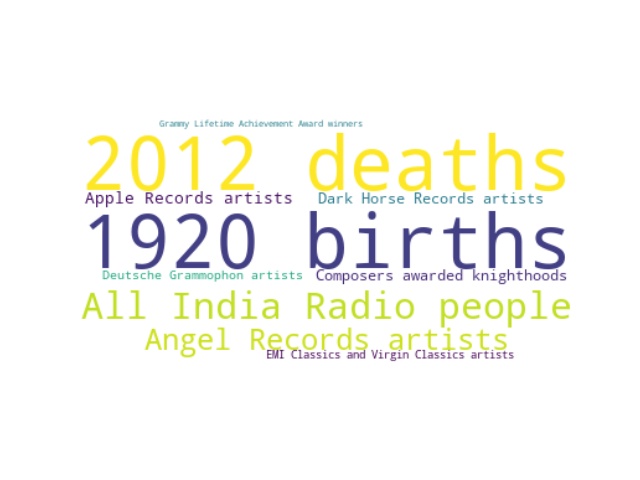 Grammy Lifetime Achievement Award winners
2012 deaths
Apple Records artists
Dark Horse Records artists
1920 births
Deutsche Grammophon artists
Composers awarded knighthoods
All India Radio people
Angel Records artists
EMI Classics and Virgin Classics artists